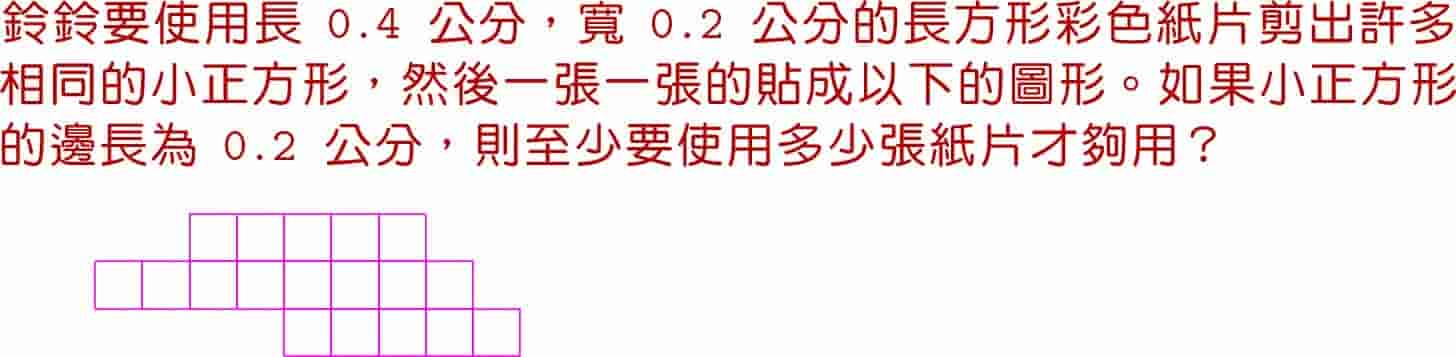 鈴鈴要使用長 0.4 公分，寬 0.2 公分的長方形彩色紙片剪出許多
相同的小正方形，然後一張一張的貼成以下的圖形。如果小正方形
的邊長為 0.2 公分，則至少要使用多少張紙片才夠用？